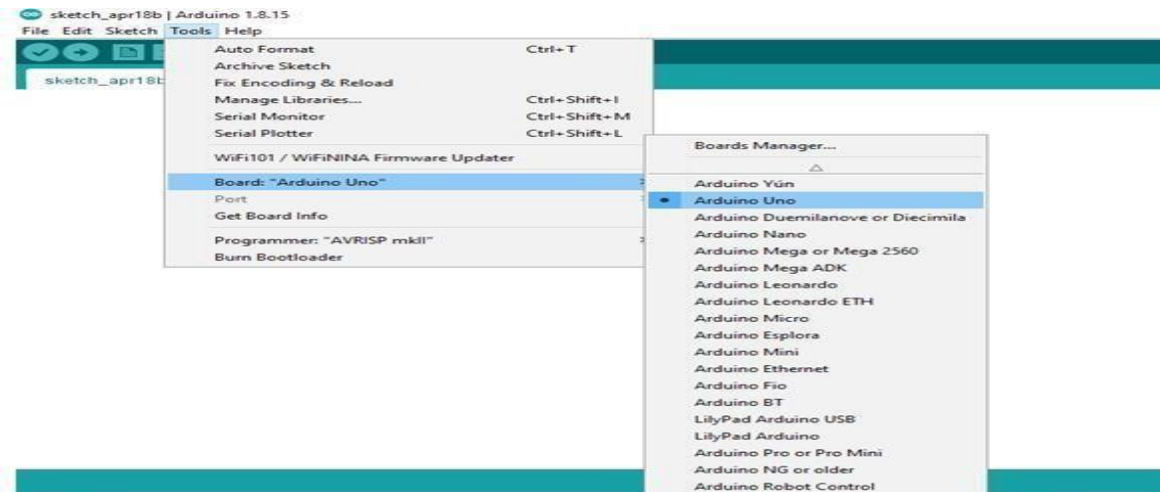 sketch_apr18b | Arduino 1.8.15
File Edit Sketch Tools Help
sketch_apr18b
Auto Format Ctrl+T
Archive Sketch
Fix Encoding & Reload
Manage Libraries... Ctrl+Shift+I
Serial Monitor Ctrl+Shift+M
Serial Plotter Ctrl+Shift+L
WiFi101 / WiFiNINA Firmware Updater
Board: "Arduino Uno"
Port
Get Board Info
Programmer: "AVRISP mkII"
Burn Bootloader
Boards Manager...
Arduino Yún
Arduino Uno
Arduino Duemilanove or Diecimila
Arduino Nano
Arduino Mega or Mega 2560
Arduino Mega ADK
Arduino Leonardo
Arduino Leonardo ETH
Arduino Micro
Arduino Esplora
Arduino Mini
Arduino Ethernet
Arduino Fio
Arduino BT
LilyPad Arduino USB
LilyPad Arduino
Arduino Pro or Pro Mini
Arduino NG or older
Arduino Robot Control